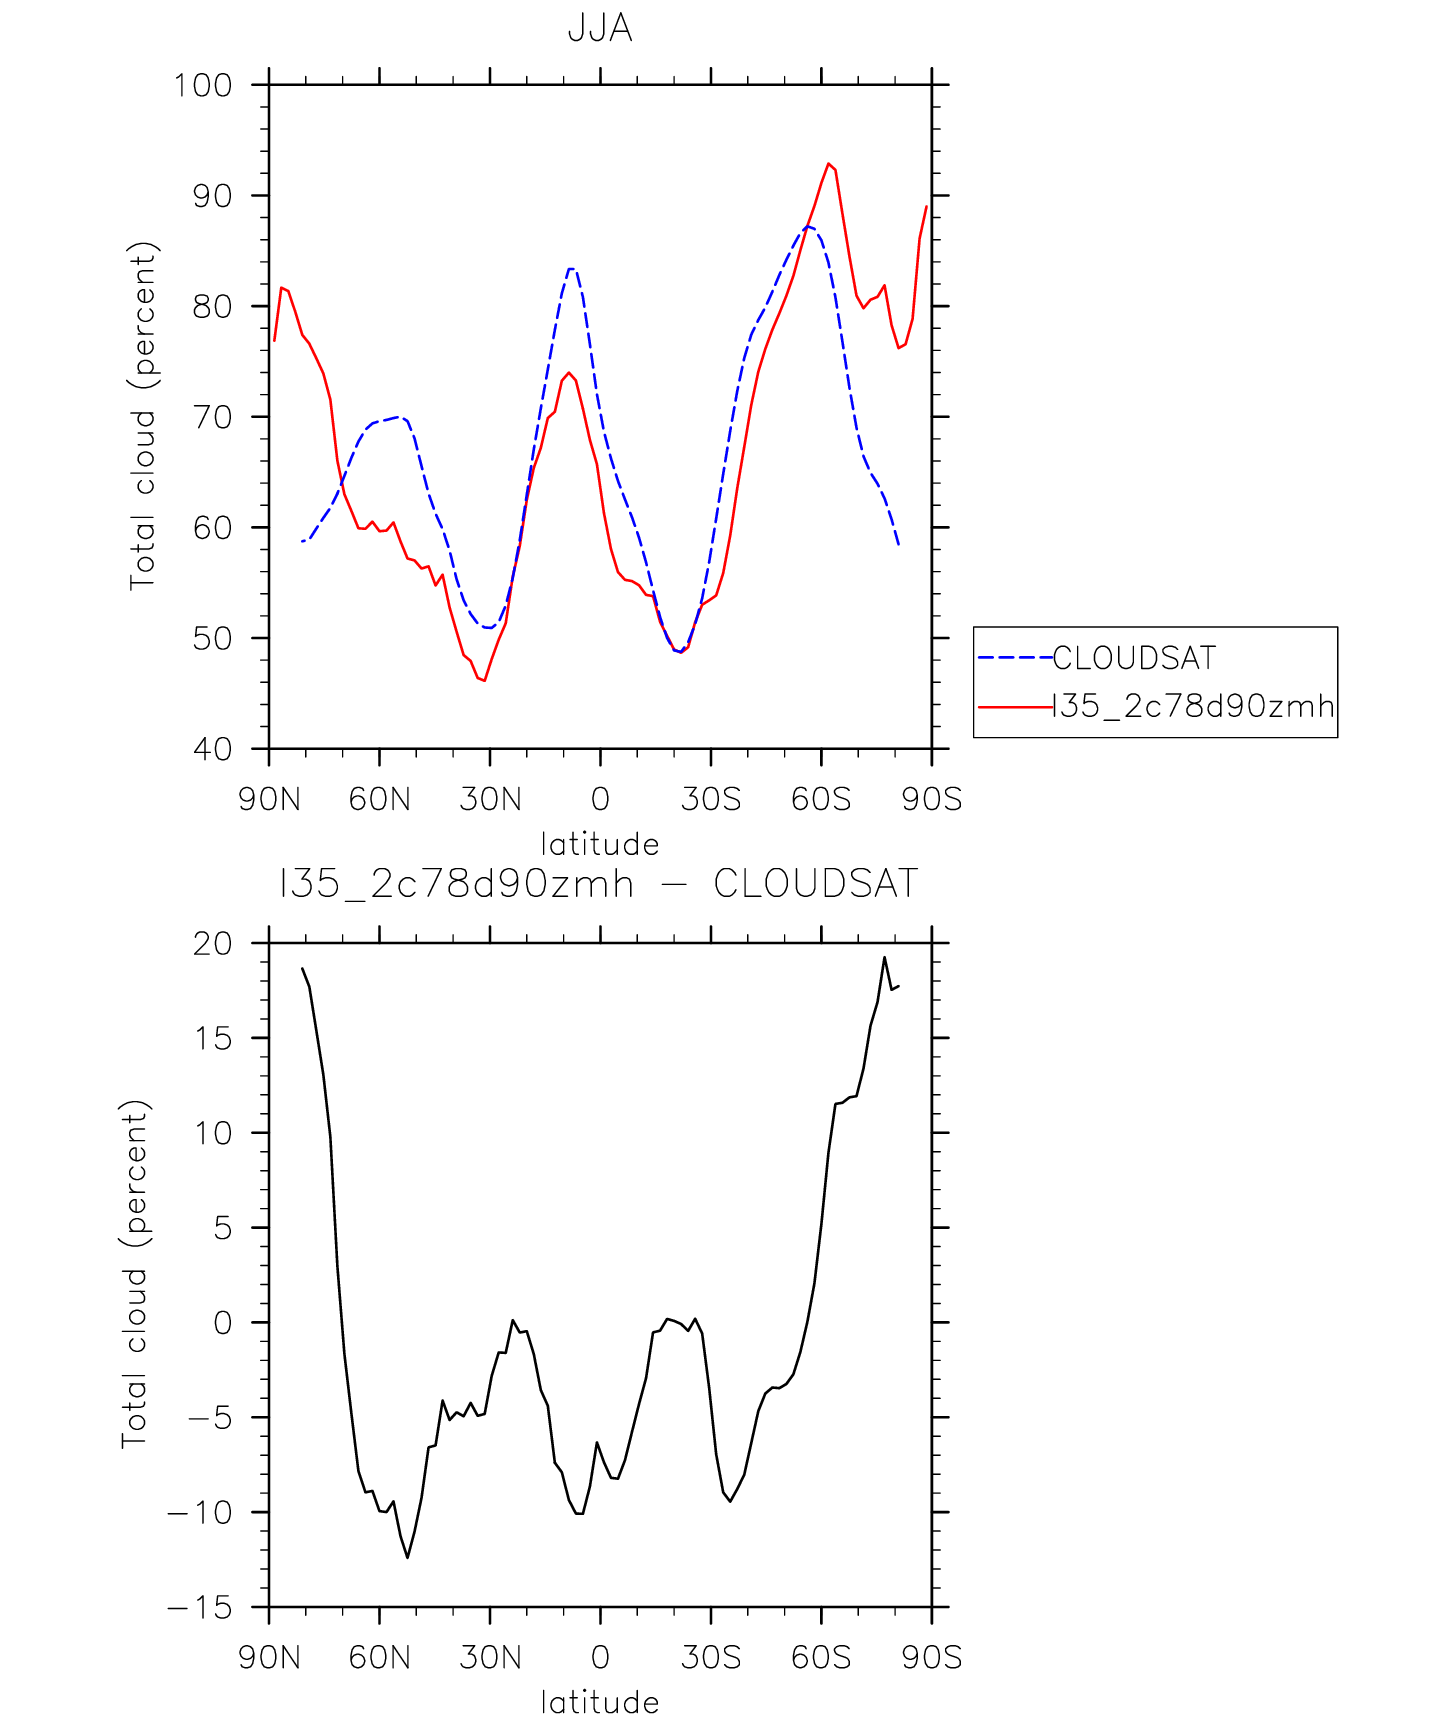 JJA
100
90
80
70
60
50
40
Total cloud (percent)
90N 60N 30N 0 30S 60S 90S
latitude
CLOUDSAT
I35_2c78d90zmh
I35_2c78d90zmh − CLOUDSAT
20
15
10
5
0
−5
−10
−15
Total cloud (percent)
90N 60N 30N 0 30S 60S 90S
latitude